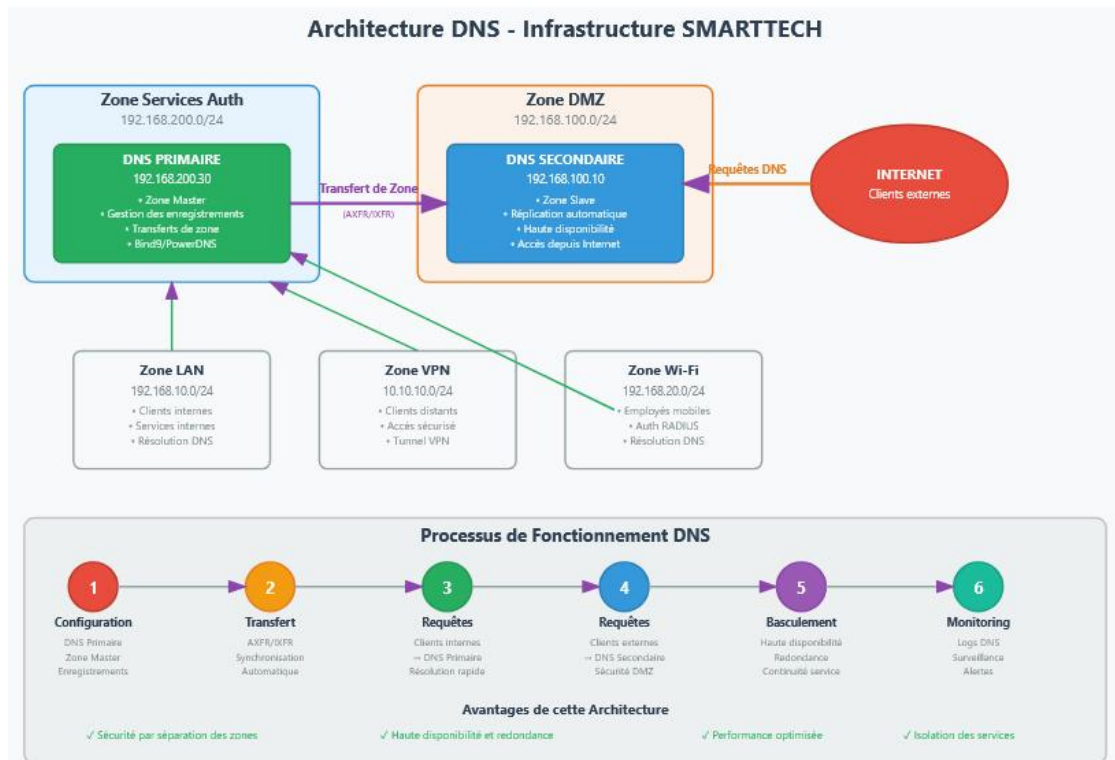 Architecture DNS - Infrastructure SMARTTECH
Zone Services Auth
192.168.200.0/24
DNS PRIMAIRE
192.168.200.30
• Zone Master
• Gestion des enregistrements
• Transferts de zone
• Bind9/PowerDNS
Transfert de Zone
(AXFR/IXFR)
Zone DMZ
192.168.100.0/24
DNS SECONDAIRE
192.168.100.10
• Zone Slave
• Réplication automatique
• Haute disponibilité
• Accès depuis Internet
Requêtes DNS
INTERNET
Clients externes
Zone LAN
192.168.10.0/24
• Clients internes
• Services internes
• Résolution DNS
Zone VPN
10.10.10.0/24
• Clients distants
• Accès sécurisé
• Tunnel VPN
Zone Wi-Fi
192.168.20.0/24
• Employés mobiles
• Auth RADIUS
• Résolution DNS
Processus de Fonctionnement DNS
1
Configuration
DNS Primaire
Zone Master
Enregistrements
2
Transfert
AXFR/IXFR
Synchronisation
Automatique
3
Requêtes
Clients internes
→ DNS Primaire
Résolution rapide
4
Requêtes
Clients externes
→ DNS Secondaire
Sécurité DMZ
5
Basculement
Haute disponibilité
Redondance
Continuité service
6
Monitoring
Logs DNS
Surveillance
Alertes
Avantages de cette Architecture
✓ Sécurité par séparation des zones
✓ Haute disponibilité et redondance
✓ Performance optimisée
✓ Isolation des services